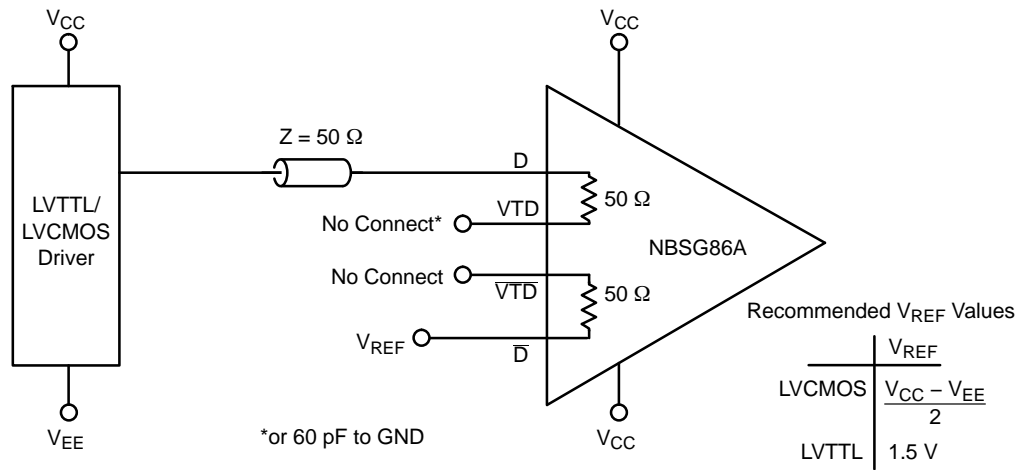 VCC
VCC
Z = 50 Ω
D
LVTTL/
LVCMOS
Driver
50 Ω
No Connect*
VTD
NBSG86A
No Connect
VTD
50 Ω
Recommended VREF Values
VREF
D
VREF
LVCMOS
VCC – VEE
2
VEE
*or 60 pF to GND
VCC
LVTTL
1.5 V